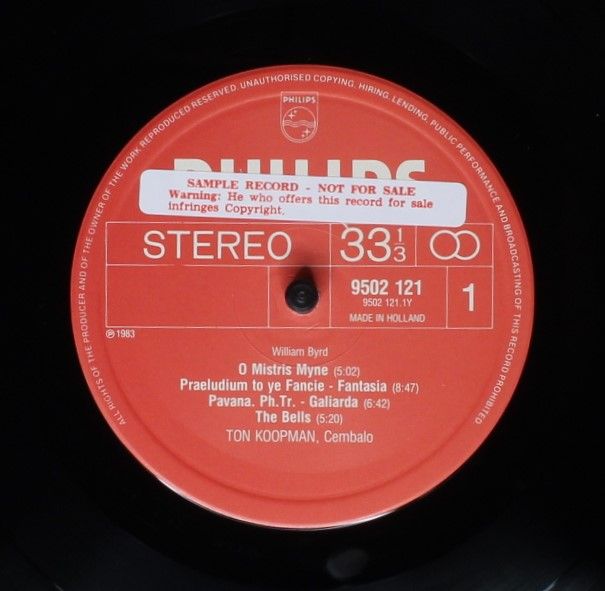 ALL RIGHTS OF THE PRODUCER AND OF THE OWNER OF THE WORK REPRODUCED RESERVED. UNAUTHORISED COPYING, HIRING, LENDING, PUBLIC PERFORMANCE AND BROADCASTING OF THIS RECORD PROHIBITED
PHILIPS
PHILIPS
SAMPLE RECORD - NOT FOR SALE
Warning: He who offers this record for sale
infringes Copyright.
STEREO
33 1/3
9502 121
9502 121.1Y
MADE IN HOLLAND
1
℗ 1983
William Byrd
O Mistris Myne (5:02)
Praeludium to ye Fancie - Fantasia (8:47)
Pavana. Ph.Tr. - Galiarda (6:42)
The Bells (5:20)
TON KOOPMAN, Cembalo